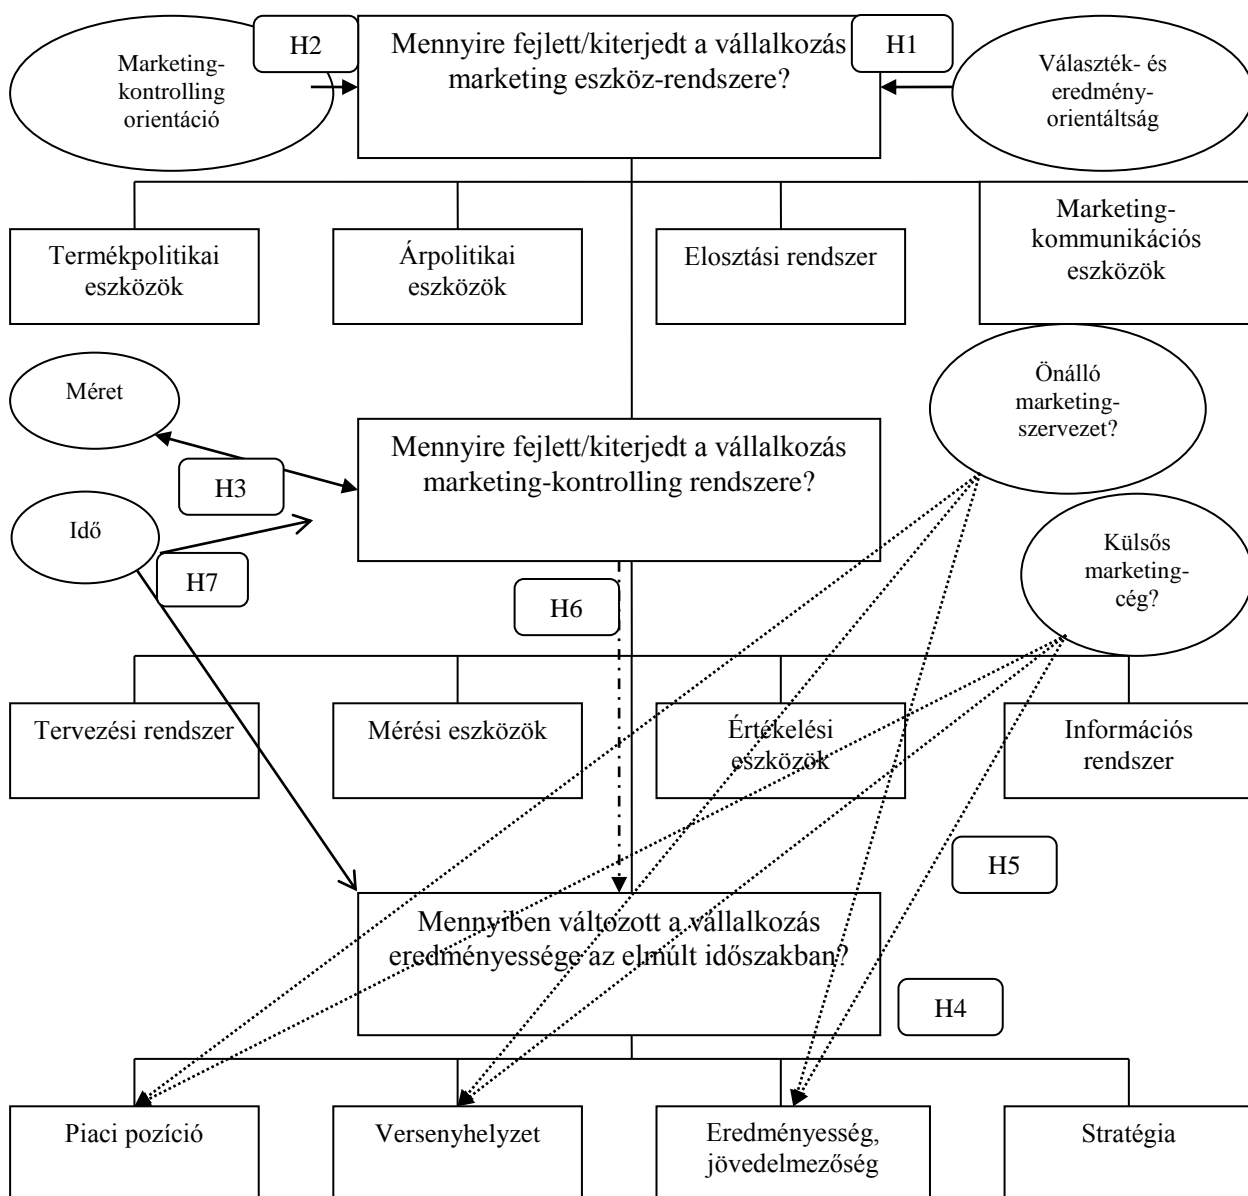 Marketing-
kontrolling
orientáció
H2
Mennyire fejlett/kiterjedt a vállalkozás
marketing eszköz-rendszere?
H1
Választék- és
eredmény-
orientáltság
Termékpolitikai
eszközök
Árpolitikai
eszközök
Elosztási rendszer
Marketing-
kommunikációs
eszközök
Méret
H3
Mennyire fejlett/kiterjedt a vállalkozás
marketing-kontrolling rendszere?
Önálló
marketing-
szervezet?
Idő
H7
H6
Külsős
marketing-
cég?
Tervezési rendszer
Mérési eszközök
Értékelési
eszközök
Információs
rendszer
H5
Mennyiben változott a vállalkozás
eredményessége az elmúlt időszakban?
H4
Piaci pozíció
Versenyhelyzet
Eredményesség,
jövedelmezőség
Stratégia